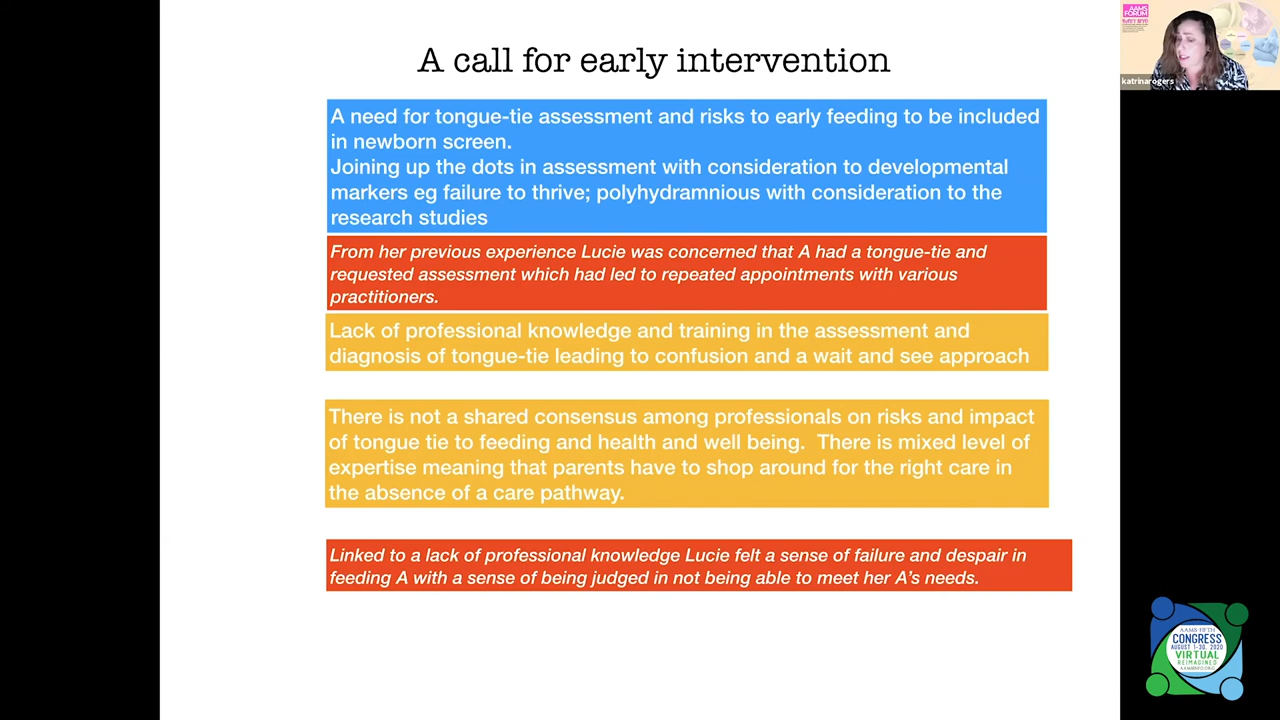 A call for early intervention
A need for tongue-tie assessment and risks to early feeding to be included
in newborn screen.
Joining up the dots in assessment with consideration to developmental
markers eg failure to thrive; polyhydramnious with consideration to the
research studies
From her previous experience Lucie was concerned that A had a tongue-tie and
requested assessment which had led to repeated appointments with various
practitioners.
Lack of professional knowledge and training in the assessment and
diagnosis of tongue-tie leading to confusion and a wait and see approach
There is not a shared consensus among professionals on risks and impact
of tongue tie to feeding and health and well being.  There is mixed level of
expertise meaning that parents have to shop around for the right care in
the absence of a care pathway.
Linked to a lack of professional knowledge Lucie felt a sense of failure and despair in
feeding A with a sense of being judged in not being able to meet her A's needs.
AAMS
FORUM
katrinarogers
AAMS FIFTH
CONGRESS
AUGUST 1-30, 2020
VIRTUAL
REIMAGINED
AAMSINFO.ORG